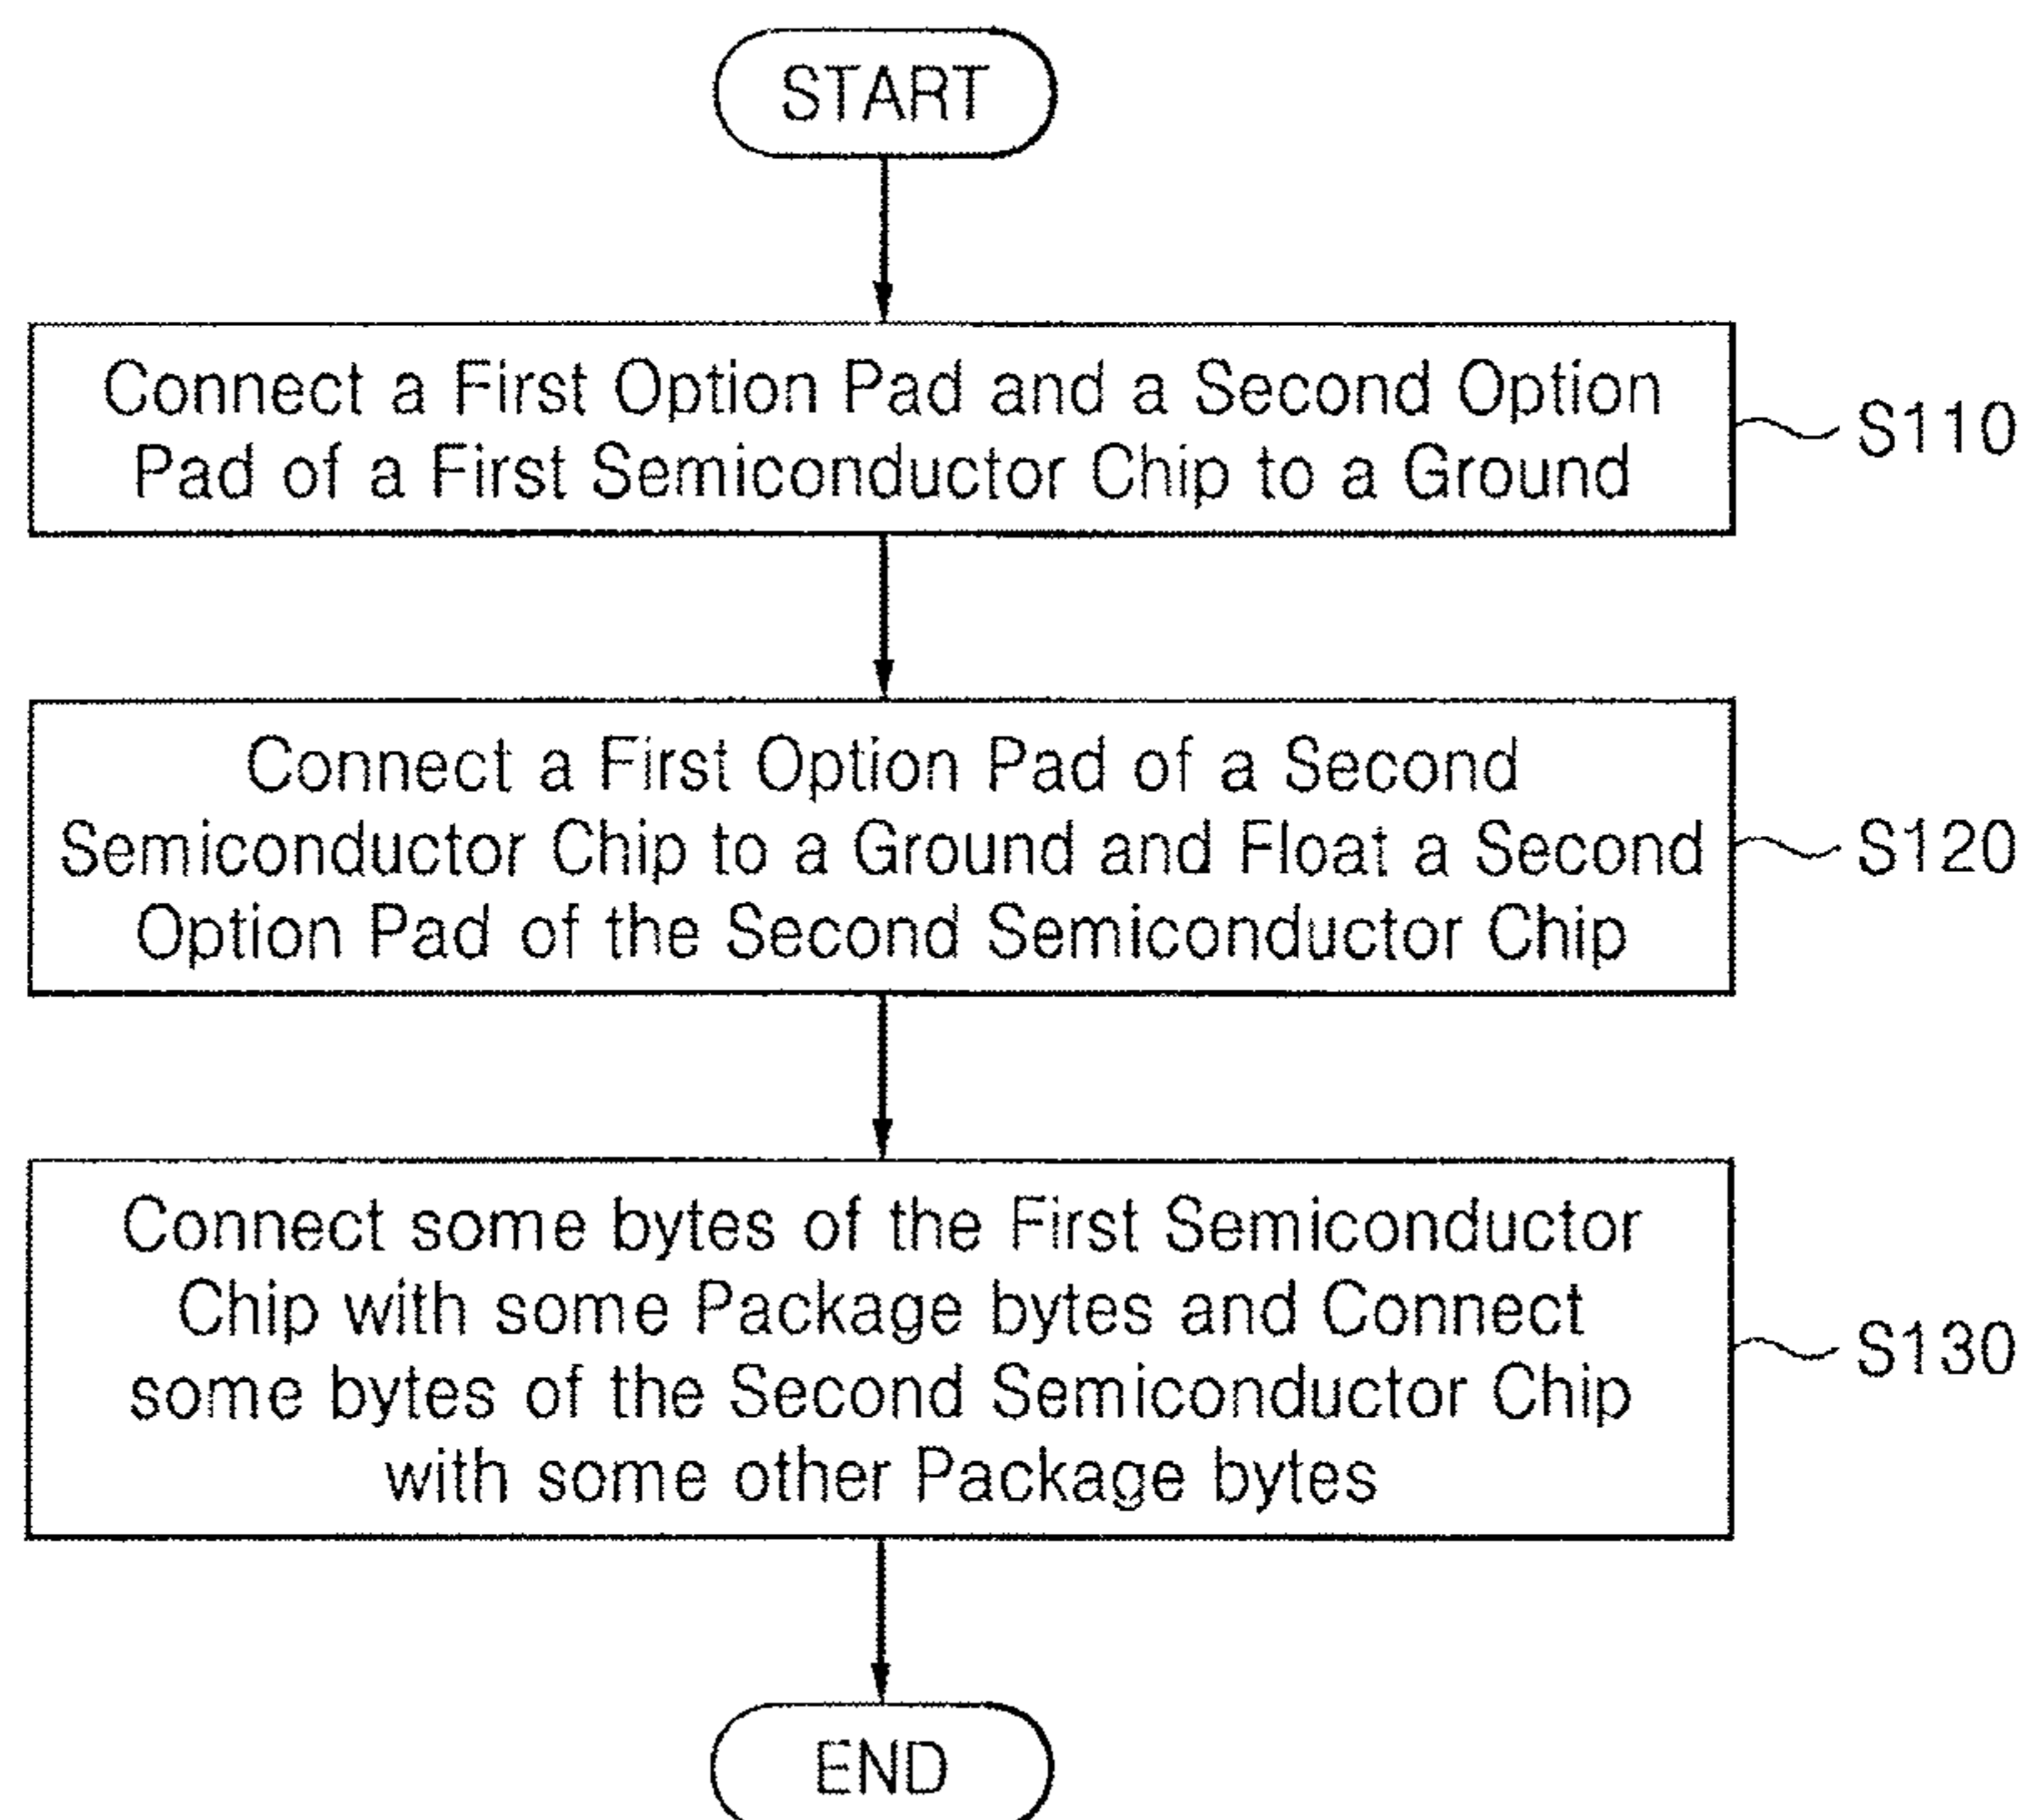 START
Connect a First Option Pad and a Second Option
Pad of a First Semiconductor Chip to a Ground
S110
Connect a First Option Pad of a Second
Semiconductor Chip to a Ground and Float a Second
Option Pad of the Second Semiconductor Chip
S120
Connect some bytes of the First Semiconductor
Chip with some Package bytes and Connect
some bytes of the Second Semiconductor Chip
with some other Package bytes
S130
END